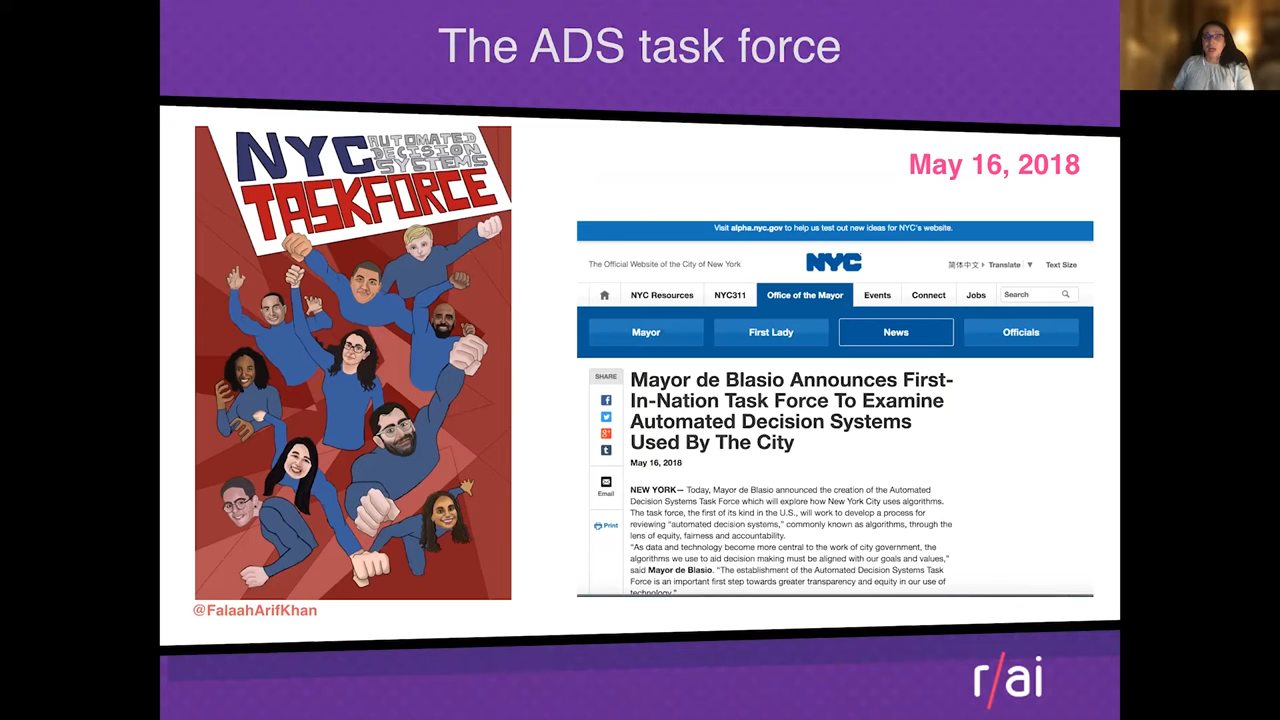 The ADS task force
NYC AUTOMATED
DECISION
SYSTEMS
TASKFORCE
@FalaahArifKhan
May 16, 2018
Visit alpha.nyc.gov to help us test out new ideas for NYC's website.
The Official Website of the City of New York
NYC
简体中文 Translate ▼ Text Size
NYC Resources NYC311 Office of the Mayor Events Connect Jobs Search
Mayor First Lady News Officials
SHARE
Email
Print
Mayor de Blasio Announces First-
In-Nation Task Force To Examine
Automated Decision Systems
Used By The City
May 16, 2018
NEW YORK— Today, Mayor de Blasio announced the creation of the Automated
Decision Systems Task Force which will explore how New York City uses algorithms.
The task force, the first of its kind in the U.S., will work to develop a process for
reviewing “automated decision systems,” commonly known as algorithms, through the
lens of equity, fairness and accountability.
“As data and technology become more central to the work of city government, the
algorithms we use to aid decision making must be aligned with our goals and values,”
said Mayor de Blasio. “The establishment of the Automated Decision Systems Task
Force is an important first step towards greater transparency and equity in our use of
technology.”
r/ai